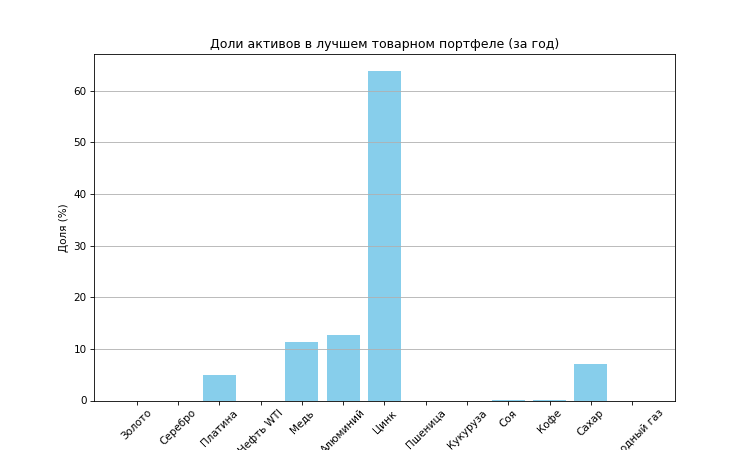 Доли активов в лучшем товарном портфеле (за год)
Доля (%)
60
50
40
30
20
10
0
Золото
Серебро
Платина
Нефть WTI
Медь
Алюминий
Цинк
Пшеница
Кукуруза
Соя
Кофе
Сахар
газ